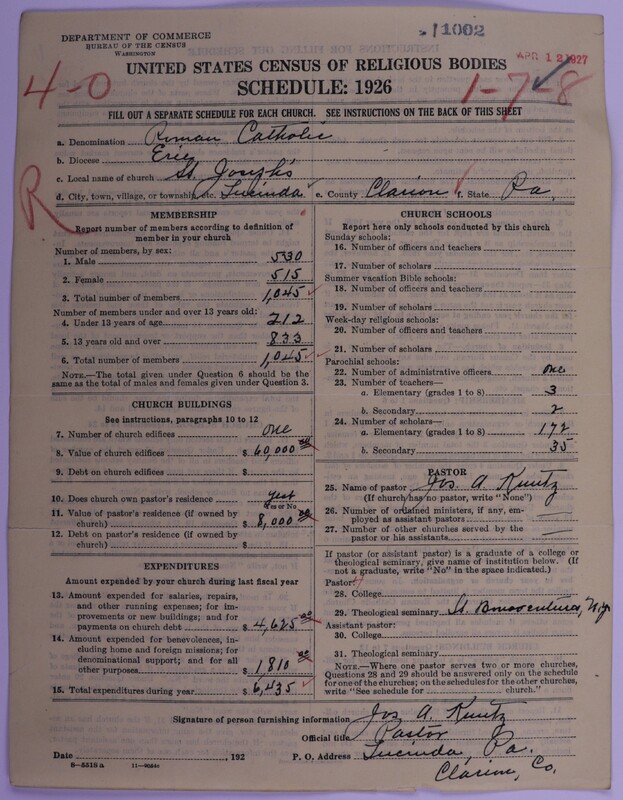 DEPARTMENT OF COMMERCE
BUREAU OF THE CENSUS
WASHINGTON
1002
APR 12 1927
UNITED STATES CENSUS OF RELIGIOUS BODIES
SCHEDULE: 1926
4-0
1-7-8
FILL OUT A SEPARATE SCHEDULE FOR EACH CHURCH. SEE INSTRUCTIONS ON THE BACK OF THIS SHEET
R
a. Denomination Roman Catholic
b. Diocese Erie
c. Local name of church St. Joseph's
d. City, town, village, or township, etc. Lucinda e. County Clarion f. State Pa.
MEMBERSHIP
Report number of members according to definition of
member in your church
Number of members, by sex:
1. Male 530
2. Female 515
3. Total number of members 1,045
Number of members under and over 13 years old:
4. Under 13 years of age 212
5. 13 years old and over 833
6. Total number of members 1,045
NOTE.—The total given under Question 6 should be
the same as the total of males and females given under Question 3.
CHURCH BUILDINGS
See instructions, paragraphs 10 to 12
7. Number of church edifices one
8. Value of church edifices $ 60,000 00
9. Debt on church edifices $
10. Does church own pastor's residence yes
Yes or No
11. Value of pastor's residence (if owned by
church) $ 8,000 00
12. Debt on pastor's residence (if owned by
church) $
EXPENDITURES
Amount expended by your church during last fiscal year
13. Amount expended for salaries, repairs,
and other running expenses; for im-
provements or new buildings; and for
payments on church debt $ 4,625 00
14. Amount expended for benevolences, in-
cluding home and foreign missions; for
denominational support; and for all
other purposes $ 1810 00
15. Total expenditures during year $ 6,435
CHURCH SCHOOLS
Report here only schools conducted by this church
Sunday schools:
16. Number of officers and teachers
17. Number of scholars
Summer vacation Bible schools:
18. Number of officers and teachers
19. Number of scholars
Week-day religious schools:
20. Number of officers and teachers
21. Number of scholars
Parochial schools:
22. Number of administrative officers one
23. Number of teachers—
a. Elementary (grades 1 to 8) 3
b. Secondary 2
24. Number of scholars—
a. Elementary (grades 1 to 8) 172
b. Secondary 35
PASTOR
25. Name of pastor Jos. A. Kuntz
(If church has no pastor, write "None")
26. Number of ordained ministers, if any, em-
ployed as assistant pastors
27. Number of other churches served by the
pastor or his assistants
If pastor (or assistant pastor) is a graduate of a college or
theological seminary, give name of institution below. (If
not a graduate, write "No" in the space indicated.)
Pastor:
28. College
29. Theological seminary St. Bonaventures, N.Y.
Assistant pastor:
30. College
31. Theological seminary
NOTE.—Where one pastor serves two or more churches,
Questions 28 and 29 should be answered only on the schedule
for one of the churches; on the schedules for the other churches,
write "See schedule for church."
Signature of person furnishing information Jos A. Kuntz
Official title Pastor
Date , 192 P. O. Address Lucinda, Pa.
Clarion, Co.
8—5518 a